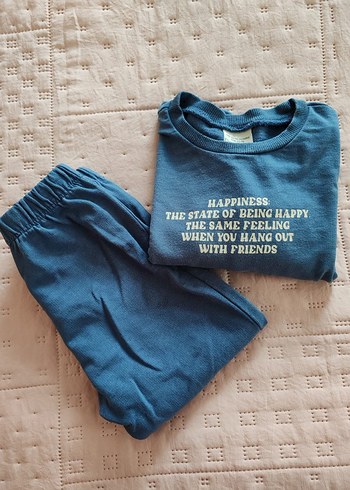 HAPPINESS:
THE STATE OF BEING HAPPY.
THE SAME FEELING
WHEN YOU HANG OUT
WITH FRIENDS